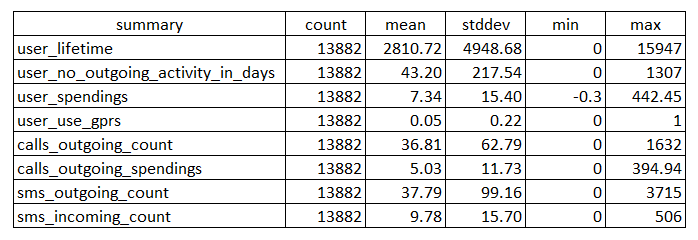 summary count mean stddev min max
user_lifetime 13882 2810.72 4948.68 0 15947
user_no_outgoing_activity_in_days 13882 43.20 217.54 0 1307
user_spendings 13882 7.34 15.40 -0.3 442.45
user_use_gprs 13882 0.05 0.22 0 1
calls_outgoing_count 13882 36.81 62.79 0 1632
calls_outgoing_spendings 13882 5.03 11.73 0 394.94
sms_outgoing_count 13882 37.79 99.16 0 3715
sms_incoming_count 13882 9.78 15.70 0 506